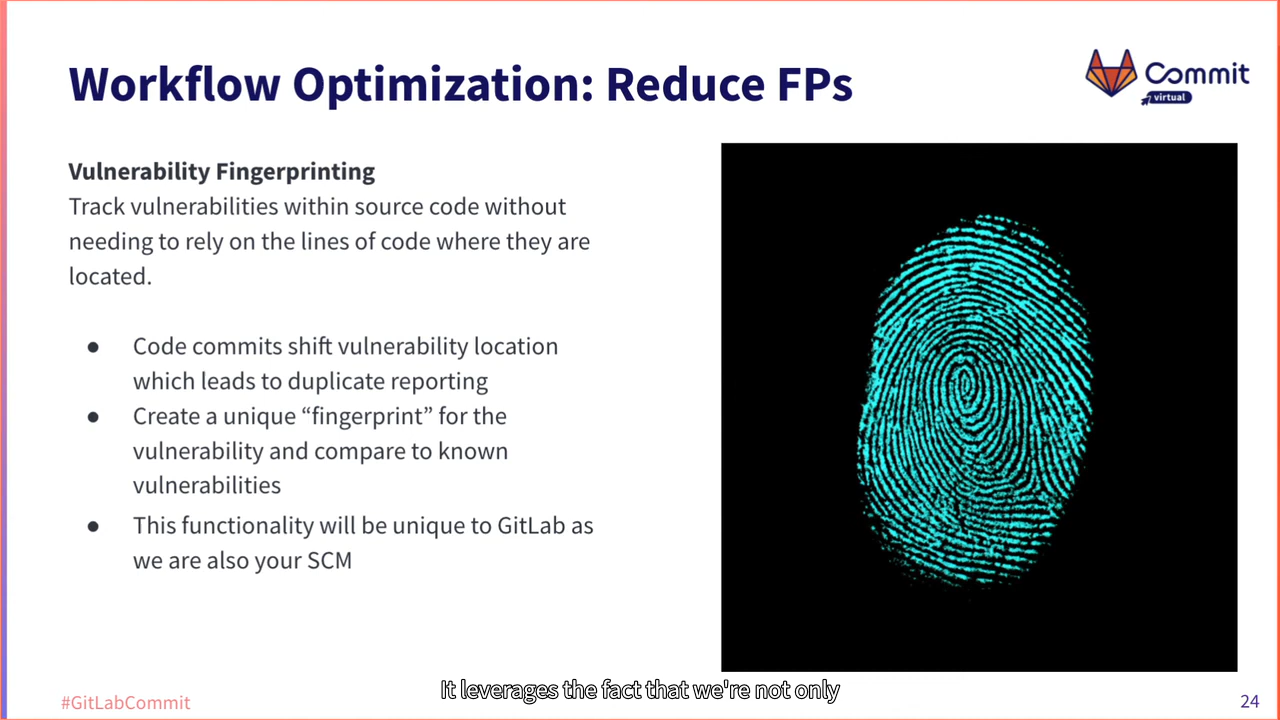 Workflow Optimization: Reduce FPs
Commit
virtual
Vulnerability Fingerprinting
Track vulnerabilities within source code without
needing to rely on the lines of code where they are
located.
● Code commits shift vulnerability location
which leads to duplicate reporting
● Create a unique “fingerprint” for the
vulnerability and compare to known
vulnerabilities
● This functionality will be unique to GitLab as
we are also your SCM
It leverages the fact that we're not only
#GitLabCommit
24